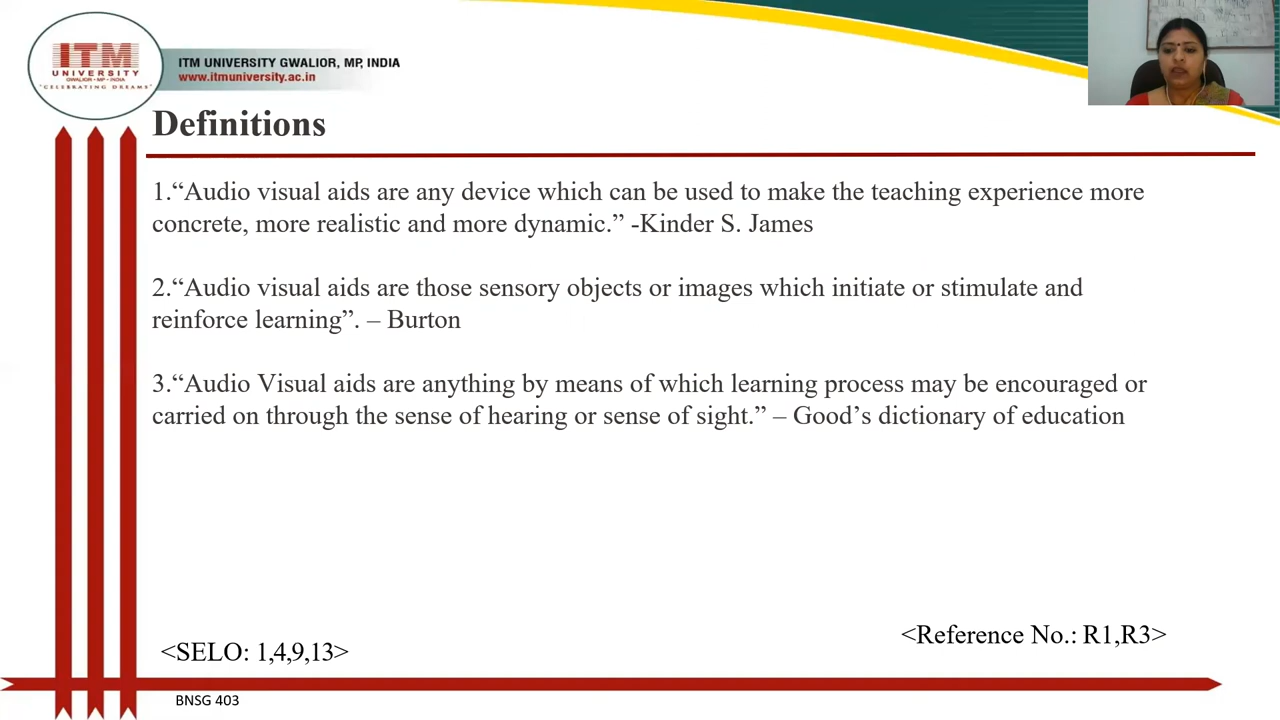 ITM
UNIVERSITY
GWALIOR • MP • INDIA
"CELEBRATING DREAMS"
ITM UNIVERSITY GWALIOR, MP, INDIA
www.itmuniversity.ac.in
Definitions
1.“Audio visual aids are any device which can be used to make the teaching experience more
concrete, more realistic and more dynamic.” -Kinder S. James
2.“Audio visual aids are those sensory objects or images which initiate or stimulate and
reinforce learning”. – Burton
3.“Audio Visual aids are anything by means of which learning process may be encouraged or
carried on through the sense of hearing or sense of sight.” – Good’s dictionary of education
<Reference No.: R1,R3>
<SELO: 1,4,9,13>
BNSG 403